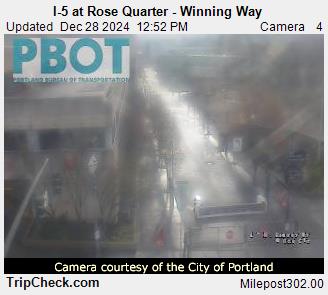 I-5 at Rose Quarter - Winning Way
Updated Dec 28 2024 12:52 PM Camera 4
PBOT
PORTLAND BUREAU OF TRANSPORTATION
Camera courtesy of the City of Portland
TripCheck.com Milepost302.00